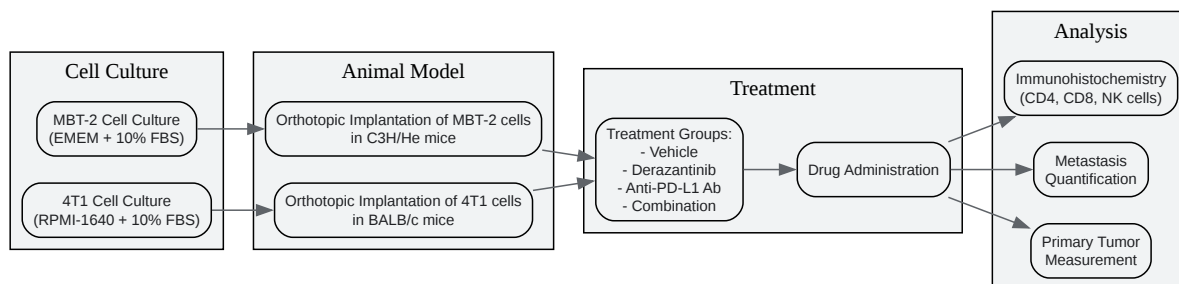 Cell Culture
MBT-2 Cell Culture
(EMEM + 10% FBS)
4T1 Cell Culture
(RPMI-1640 + 10% FBS)
Animal Model
Orthotopic Implantation of MBT-2 cells
in C3H/He mice
Orthotopic Implantation of 4T1 cells
in BALB/c mice
Treatment
Treatment Groups:
- Vehicle
- Derazantinib
- Anti-PD-L1 Ab
- Combination
Drug Administration
Analysis
Immunohistochemistry
(CD4, CD8, NK cells)
Metastasis
Quantification
Primary Tumor
Measurement